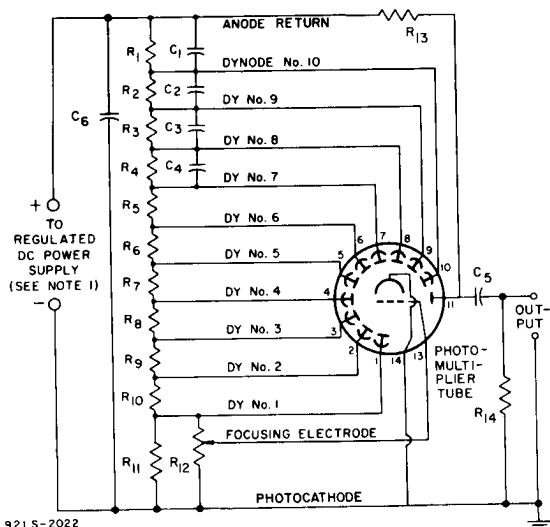 ANODE RETURN
R13
R1
C1
DYNODE No. 10
R2
C2
DY No. 9
C6
R3
C3
DY No. 8
R4
C4
DY No. 7
R5
DY No. 6
+
TO
REGULATED
DC POWER
SUPPLY
(SEE NOTE 1)
-
R6
DY No. 5
R7
DY No. 4
R8
DY No. 3
R9
DY No. 2
R10
DY No. 1
R11
R12
FOCUSING ELECTRODE
PHOTOCATHODE
1
2
3
4
5
6
7
8
9
10
11
13
14
C5
OUT-
PUT
PHOTO-
MULTI-
PLIER
TUBE
R14
92LS-2022